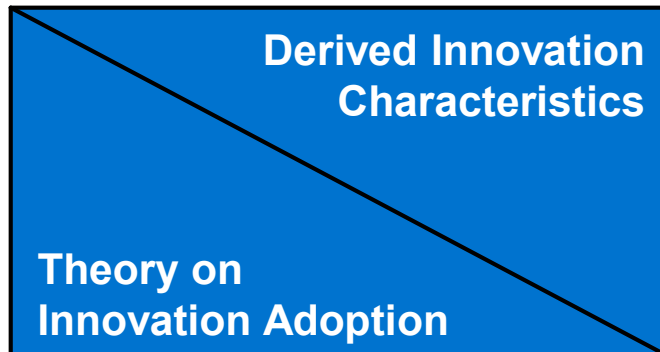 Derived Innovation
Characteristics
Theory on
Innovation Adoption